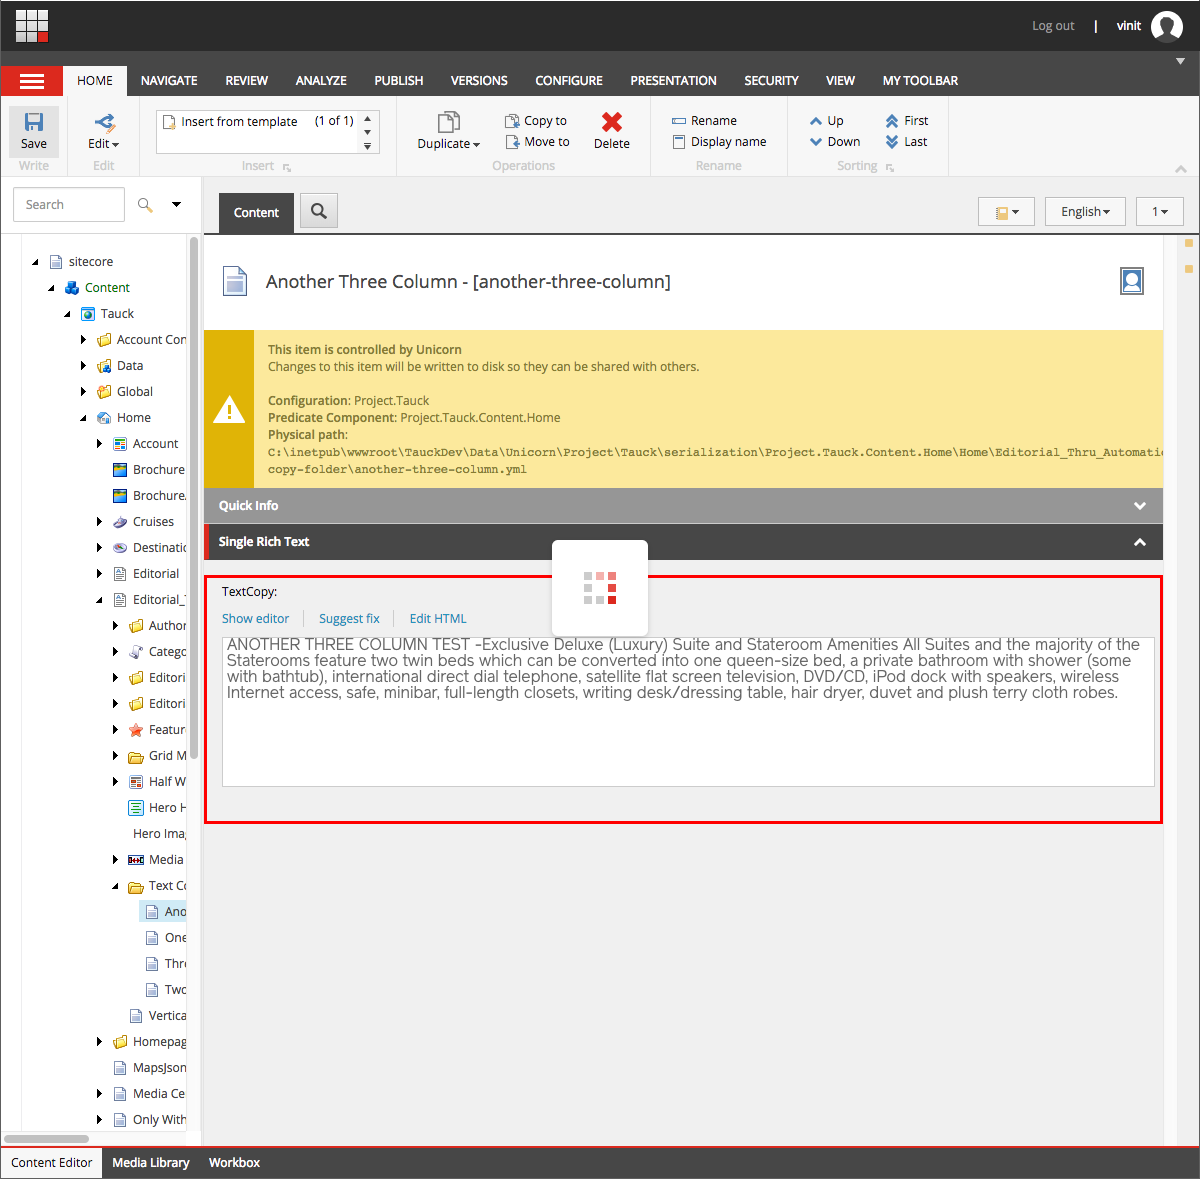 Log out | vinit
HOME NAVIGATE REVIEW ANALYZE PUBLISH VERSIONS CONFIGURE PRESENTATION SECURITY VIEW MY TOOLBAR
Save
Write
Edit
Edit
Insert from template (1 of 1)
Insert
Duplicate
Copy to
Move to
Delete
Operations
Rename
Display name
Rename
Up
Down
First
Last
Sorting
Search
sitecore
Content
Tauck
Account Con
Data
Global
Home
Account
Brochure
Brochure
Cruises
Destinatio
Editorial
Editorial_
Author
Catego
Editori
Editori
Feature
Grid M
Half W
Hero H
Hero Ima
Media
Text Co
Ano
One
Thre
Two
Vertica
Homepag
MapsJson
Media Ce
Only With
Content
English
1
Another Three Column - [another-three-column]
This item is controlled by Unicorn
Changes to this item will be written to disk so they can be shared with others.
Configuration: Project.Tauck
Predicate Component: Project.Tauck.Content.Home
Physical path:
C:\inetpub\wwwroot\TauckDev\Data\Unicorn\Project\Tauck\serialization\Project.Tauck.Content.Home\Home\Editorial_Thru_Automatic
copy-folder\another-three-column.yml
Quick Info
Single Rich Text
TextCopy:
Show editor Suggest fix Edit HTML
ANOTHER THREE COLUMN TEST -Exclusive Deluxe (Luxury) Suite and Stateroom Amenities All Suites and the majority of the
Staterooms feature two twin beds which can be converted into one queen-size bed, a private bathroom with shower (some
with bathtub), international direct dial telephone, satellite flat screen television, DVD/CD, iPod dock with speakers, wireless
Internet access, safe, minibar, full-length closets, writing desk/dressing table, hair dryer, duvet and plush terry cloth robes.
Content Editor Media Library Workbox